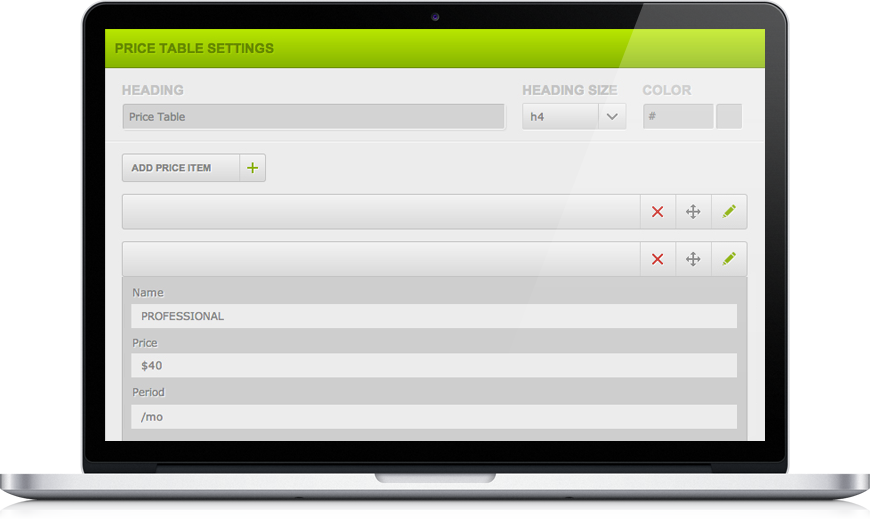 PRICE TABLE SETTINGS
HEADING HEADING SIZE COLOR
Price Table h4 #
ADD PRICE ITEM +
Name
PROFESSIONAL
Price
$40
Period
/mo